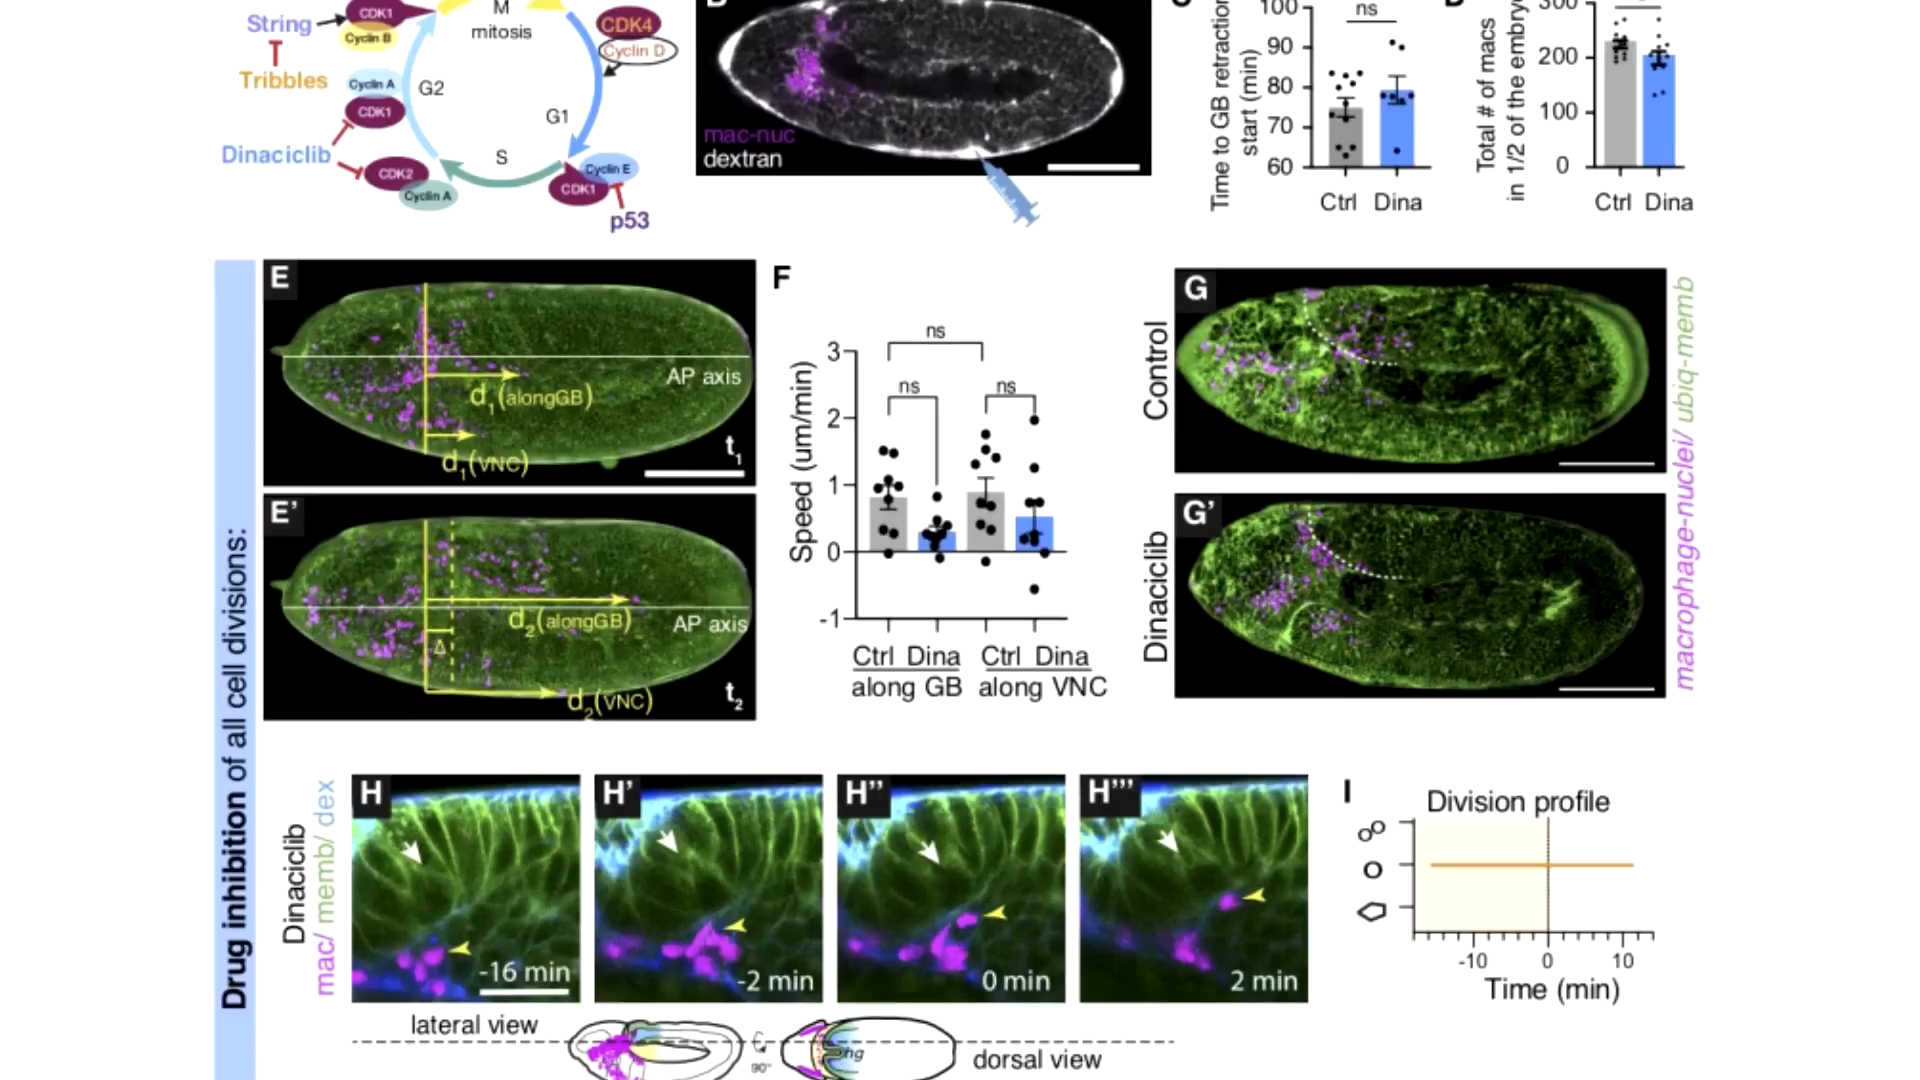 M
mitosis
String
CDK1
Cyclin B
CDK4
Cyclin D
Tribbles
Cyclin A
G2
CDK1
G1
Dinaciclib
CDK2
Cyclin A
S
CDK1
Cyclin E
p53
mac-nuc
dextran
Time to GB retraction
start (min)
100
90
80
70
60
ns
Ctrl Dina
Total # of macs
in 1/2 of the embryo
300
200
100
0
Ctrl Dina
Drug inhibition of all cell divisions:
E
AP axis
d1(alongGB)
d1(VNC)
t1
E'
d2(alongGB)
AP axis
Δ
d2(VNC)
t2
F
Speed (um/min)
3
2
1
0
-1
ns
ns
ns
Ctrl Dina
along GB
Ctrl Dina
along VNC
G
Control
G'
Dinaciclib
macrophage-nuclei/ ubiq-memb
Dinaciclib
mac/ memb/ dex
H
-16 min
H'
-2 min
H''
0 min
H'''
2 min
I
Division profile
-10 0 10
Time (min)
lateral view
90°
hg
dorsal view